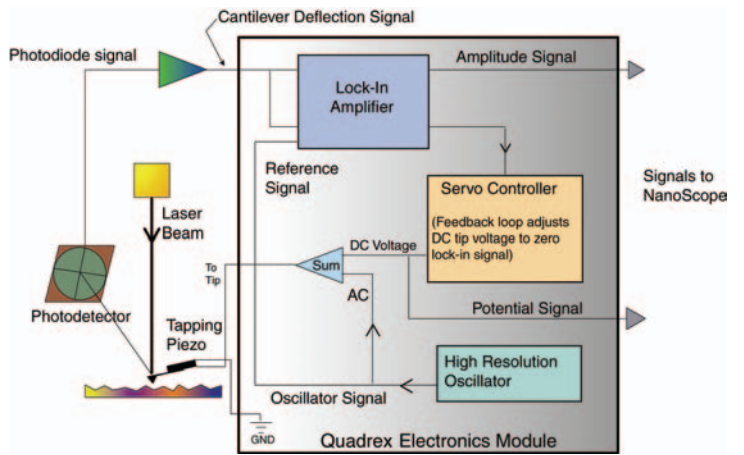 Cantilever Deflection Signal
Photodiode signal
Amplitude Signal
Lock-In
Amplifier
Reference
Signal
Signals to
NanoScope
Servo Controller
(Feedback loop adjusts
DC tip voltage to zero
lock-in signal)
Laser
Beam
DC Voltage
Sum
To
Tip
AC
Potential Signal
Photodetector
Tapping
Piezo
High Resolution
Oscillator
Oscillator Signal
GND
Quadrex Electronics Module